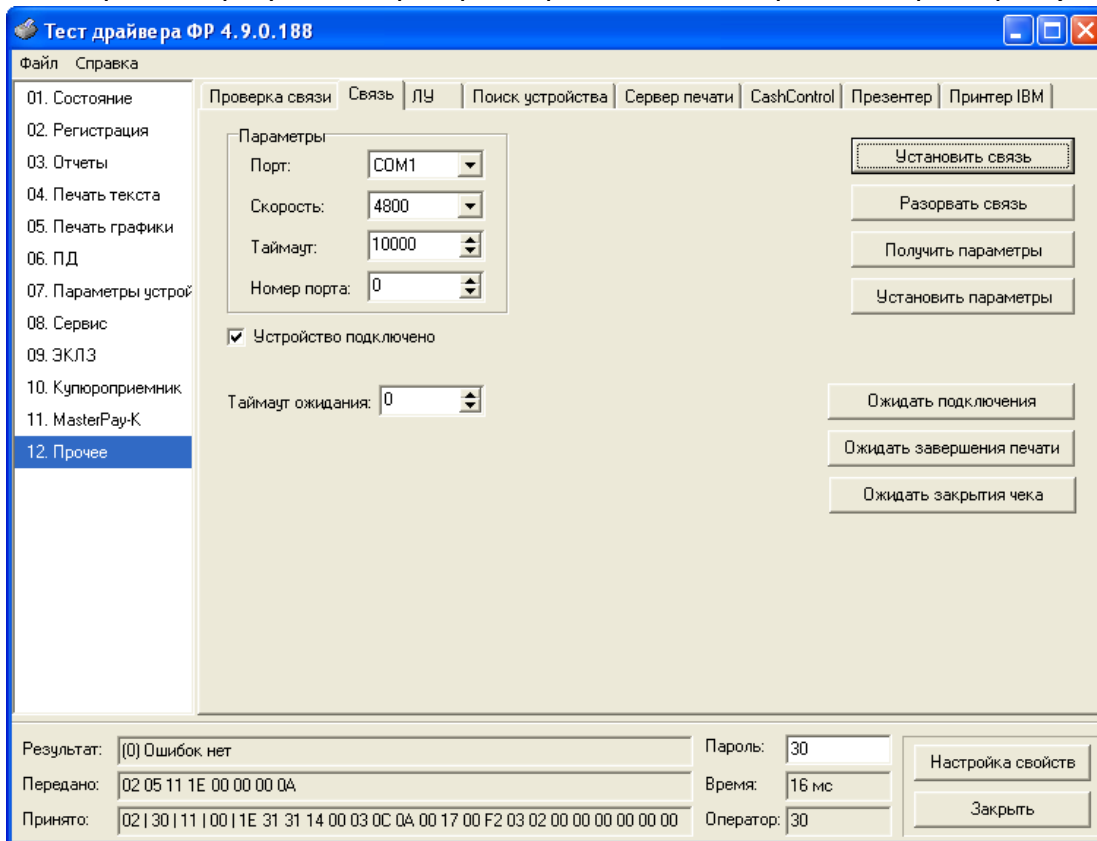 Тест драйвера ФР 4.9.0.188
Файл Справка
01. Состояние
02. Регистрация
03. Отчеты
04. Печать текста
05. Печать графики
06. ПД
07. Параметры устрой
08. Сервис
09. ЭКЛЗ
10. Купюроприемник
11. MasterPay-K
12. Прочее
Проверка связи Связь ЛУ Поиск устройства Сервер печати CashControl Презентер Принтер IBM
Параметры
Порт: COM1
Скорость: 4800
Таймаут: 10000
Номер порта: 0
Устройство подключено
Таймаут ожидания: 0
Установить связь
Разорвать связь
Получить параметры
Установить параметры
Ожидать подключения
Ожидать завершения печати
Ожидать закрытия чека
Результат: (0) Ошибок нет
Передано: 02 05 11 1E 00 00 00 0A
Принято: 02 | 30 | 11 | 00 | 1E 31 31 14 00 03 0C 0A 00 17 00 F2 03 02 00 00 00 00 00 00
Пароль: 30
Время: 16 мс
Оператор: 30
Настройка свойств
Закрыть